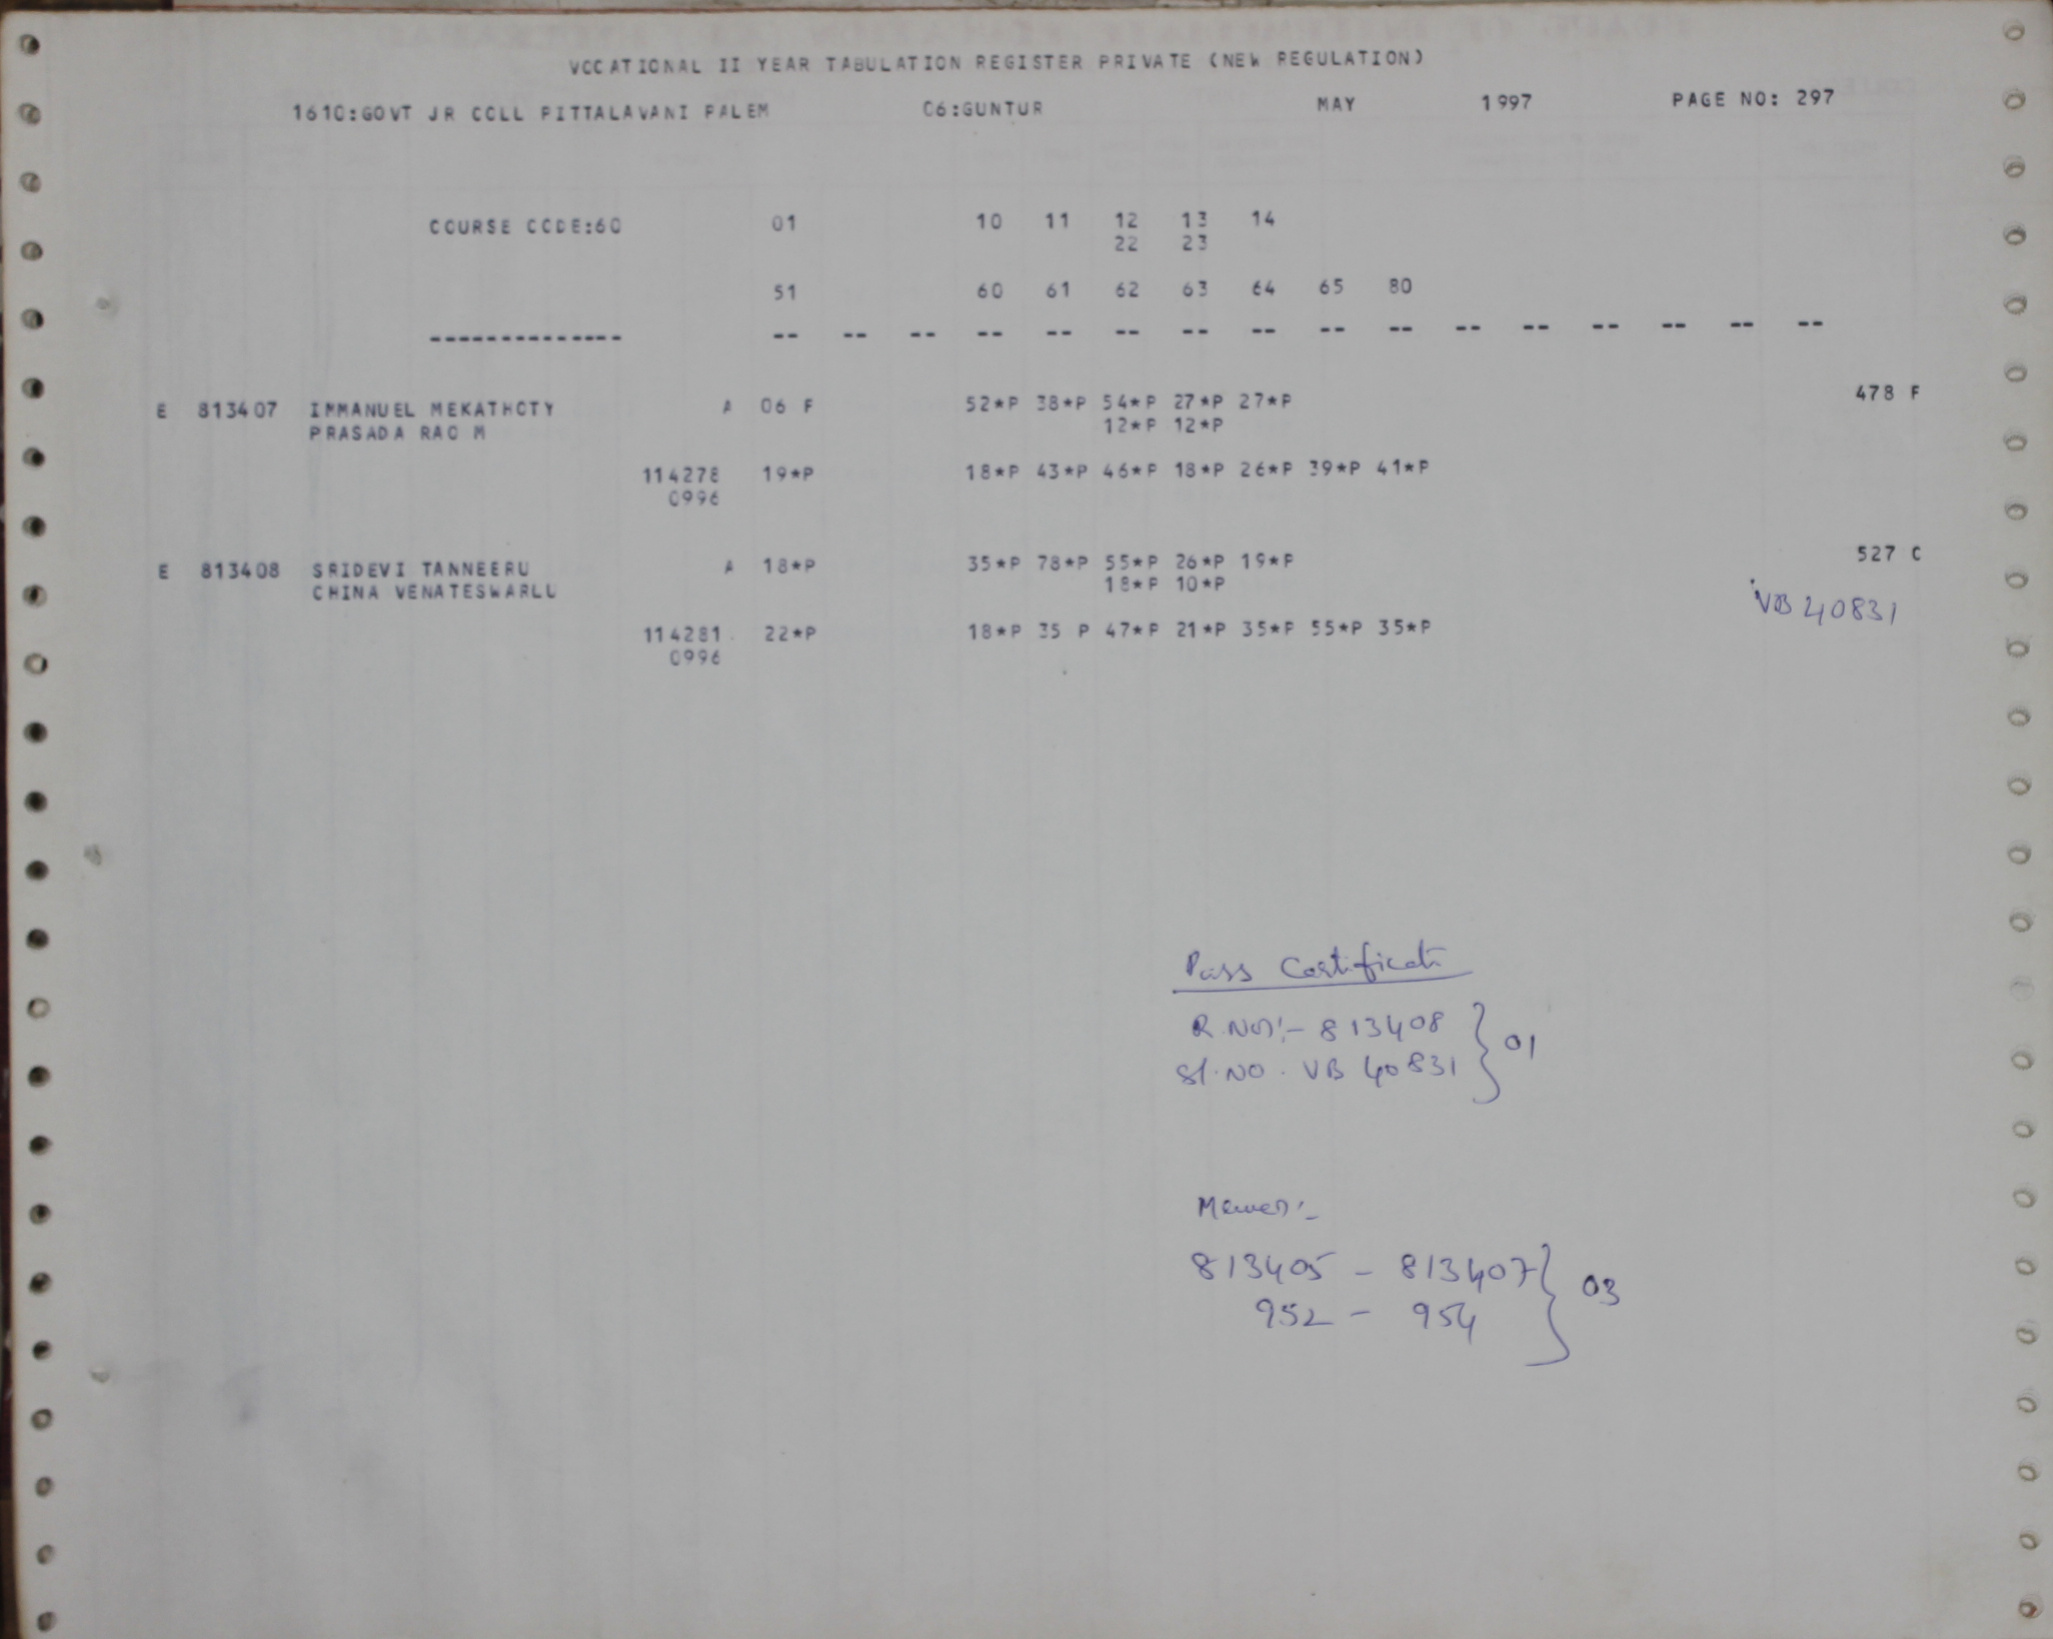 VOCATIONAL II YEAR TABULATION REGISTER PRIVATE (NEW REGULATION)
1610:GOVT JR COLL PITTALAVANI PALEM 06:GUNTUR MAY 1997 PAGE NO: 297
COURSE CODE:60 01 10 11 12 13 14
22 23
51 60 61 62 63 64 65 80
-------------- -- -- -- -- -- -- -- -- -- -- -- -- -- -- -- --
E 813407 IMMANUEL MEKATHOTY A 06 F 52*P 38*P 54*P 27*P 27*P 478 F
PRASADA RAO M 12*P 12*P
114278 19*P 18*P 43*P 46*P 18*P 26*P 39*P 41*P
0996
E 813408 SRIDEVI TANNEERU A 18*P 35*P 78*P 55*P 26*P 19*P 527 C
CHINA VENATESWARLU 18*P 10*P
VB 40831
114281 22*P 18*P 35 P 47*P 21*P 35*P 55*P 35*P
0996
Pass Certificate
R.No:- 813408 } 01
Sl.No. VB 40831
Memos:-
813405 - 813407 } 03
952 - 954